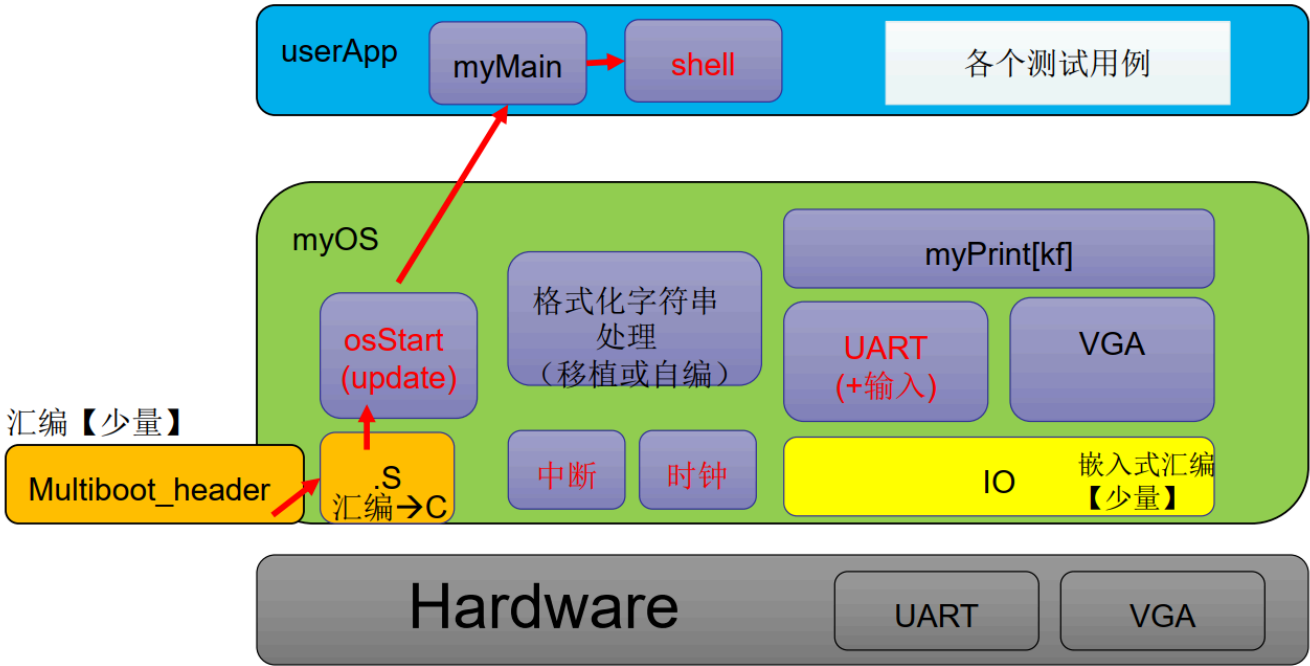 userApp
myMain
shell
各个测试用例
myOS
myPrint[kf]
格式化字符串
处理
（移植或自编）
osStart
(update)
UART
(+输入)
VGA
汇编【少量】
Multiboot_header
.S
汇编→C
中断
时钟
IO
嵌入式汇编
【少量】
Hardware
UART
VGA